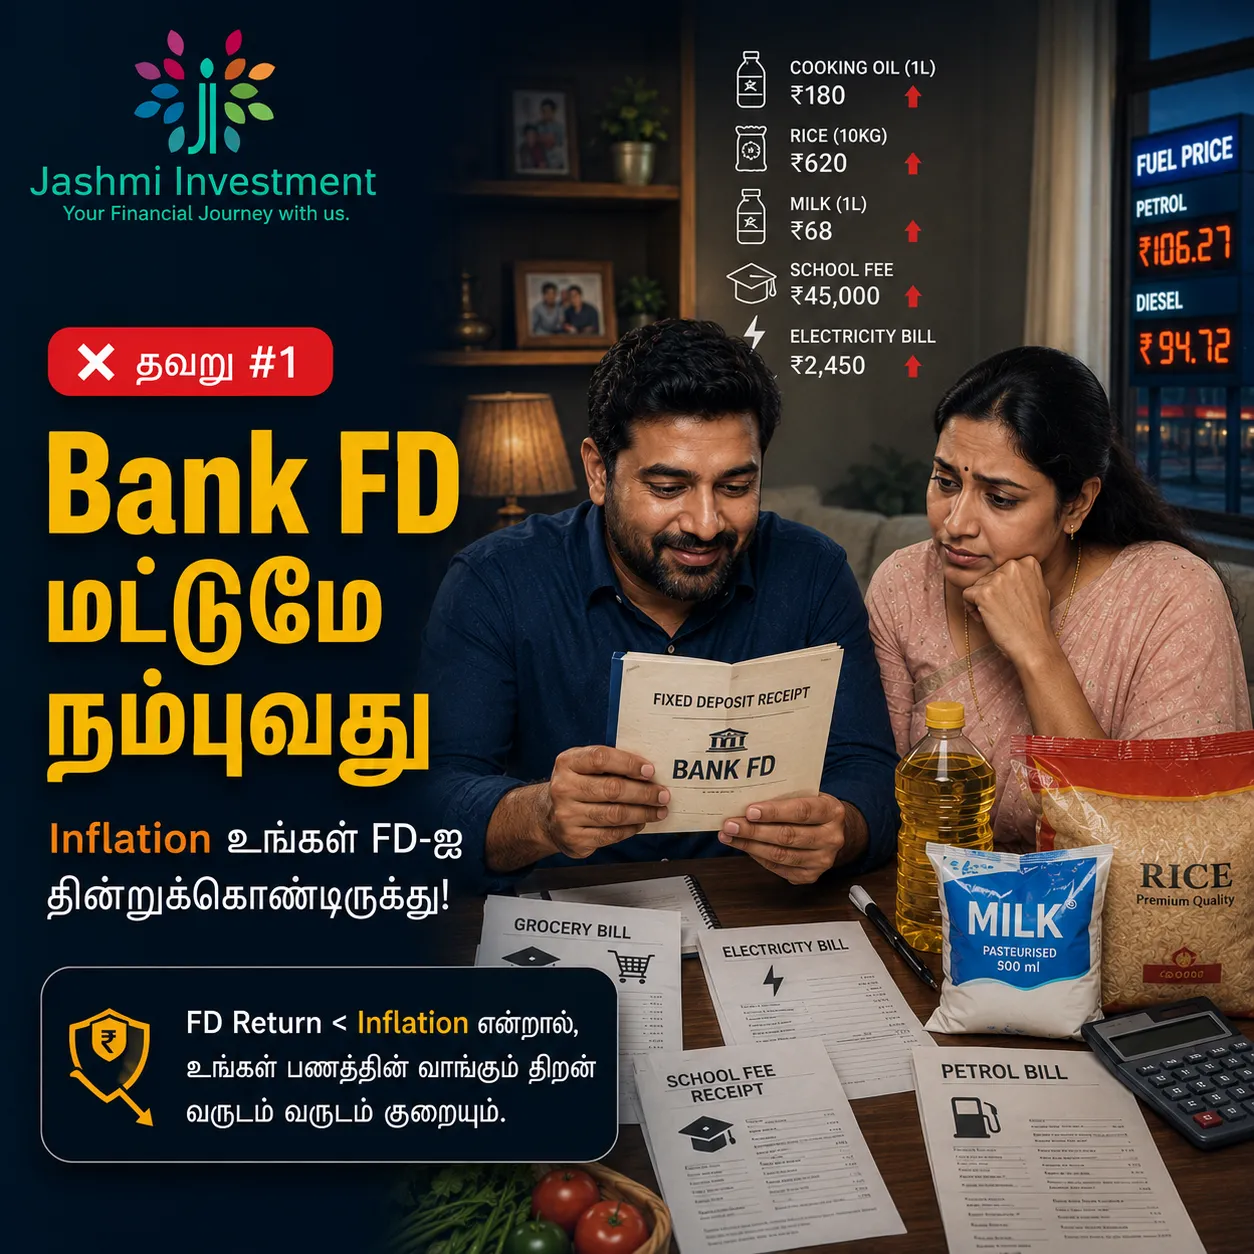 Jashmi Investment
Your Financial Journey with us.
தவறு #1
Bank FD
மட்டுமே
நம்புவது
Inflation உங்கள் FD-ஐ
தின்றுக்கொண்டிருக்து!
FD Return < Inflation என்றால்,
உங்கள் பணத்தின் வாங்கும் திறன்
வருடம் வருடம் குறையும்.
COOKING OIL (1L)
₹180
RICE (10KG)
₹620
MILK (1L)
₹68
SCHOOL FEE
₹45,000
ELECTRICITY BILL
₹2,450
FUEL PRICE
PETROL
₹106.27
DIESEL
₹94.72
FIXED DEPOSIT RECEIPT
BANK FD
RICE
Premium Quality
MILK
PASTEURISED
500 ml
GROCERY BILL
ELECTRICITY BILL
SCHOOL FEE
RECEIPT
PETROL BILL